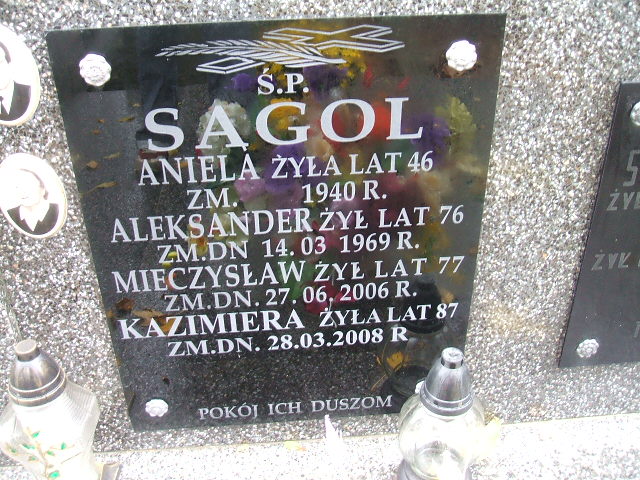 Ś.P.
SĄGOL
ANIELA ŻYŁA LAT 46
ZM. 1940 R.
ALEKSANDER ŻYŁ LAT 76
ZM.DN 14.03 1969 R.
MIECZYSŁAW ŻYŁ LAT 77
ZM.DN. 27.06.2006 R.
KAZIMIERA ŻYŁA LAT 87
ZM.DN. 28.03.2008 R
POKÓJ ICH DUSZOM